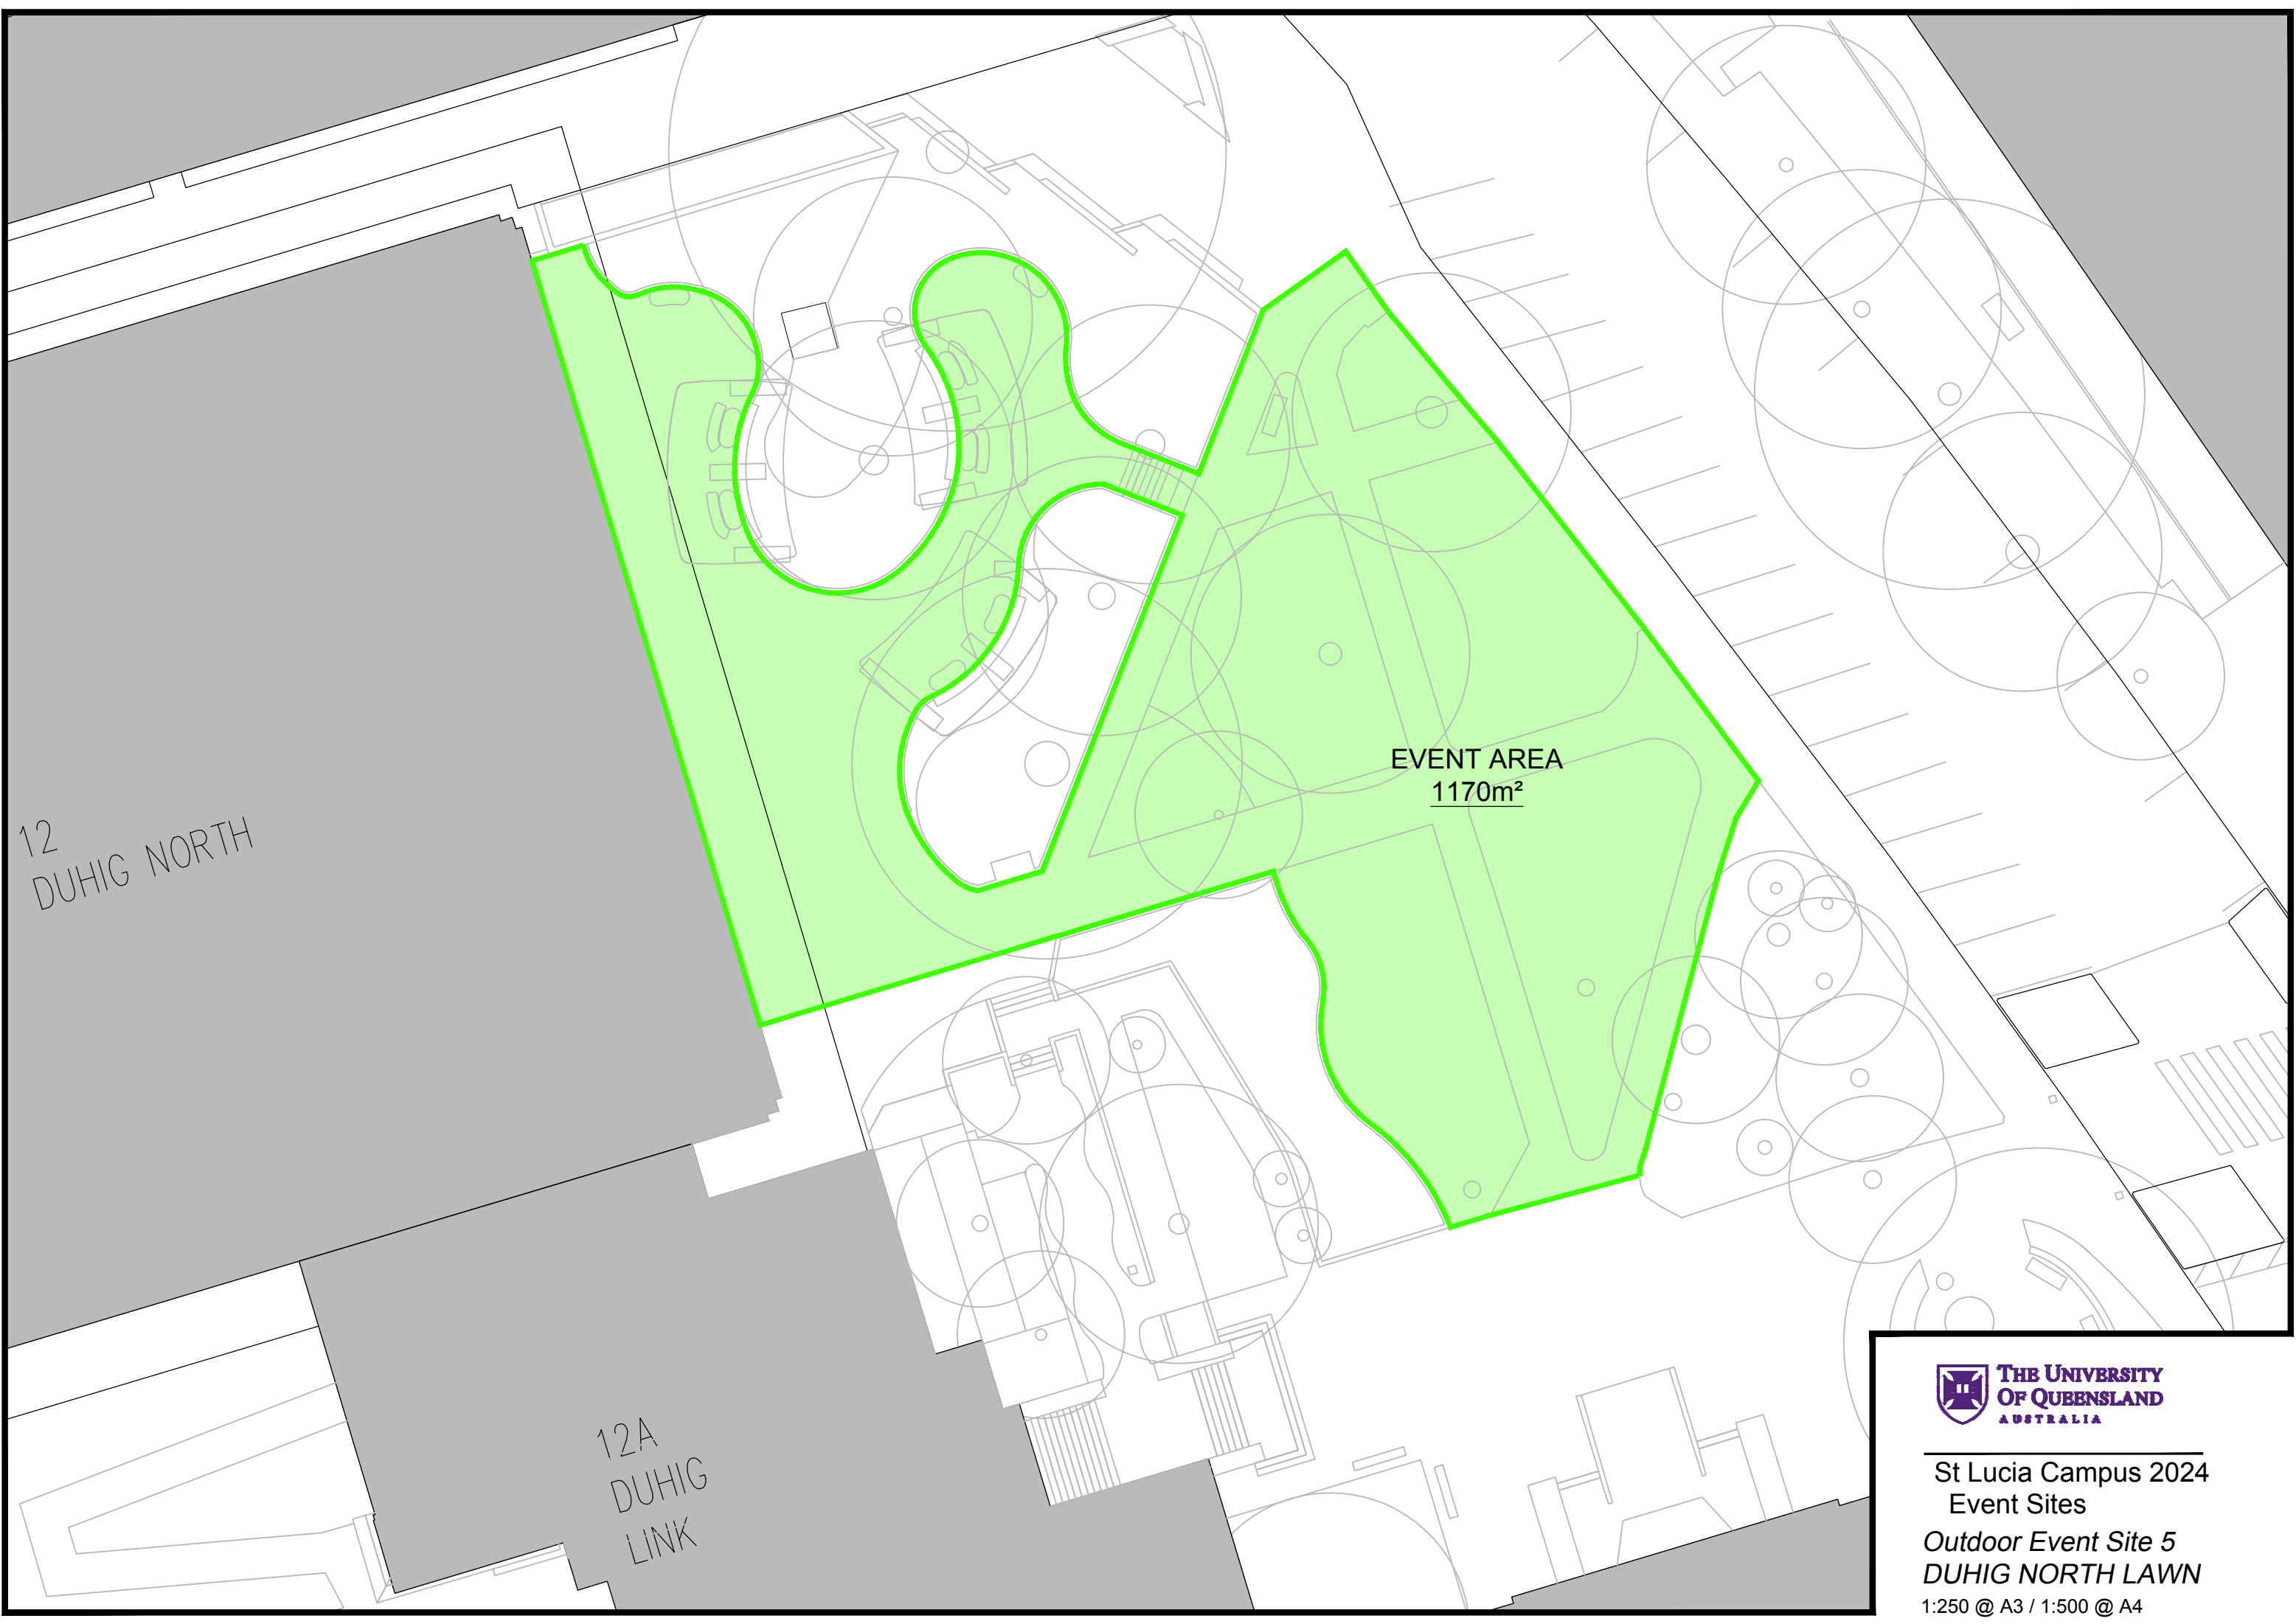 EVENT AREA
1170m²
12
DUHIG NORTH
12A
DUHIG
LINK
THE UNIVERSITY
OF QUEENSLAND
AUSTRALIA
St Lucia Campus 2024
Event Sites
Outdoor Event Site 5
DUHIG NORTH LAWN
1:250 @ A3 / 1:500 @ A4